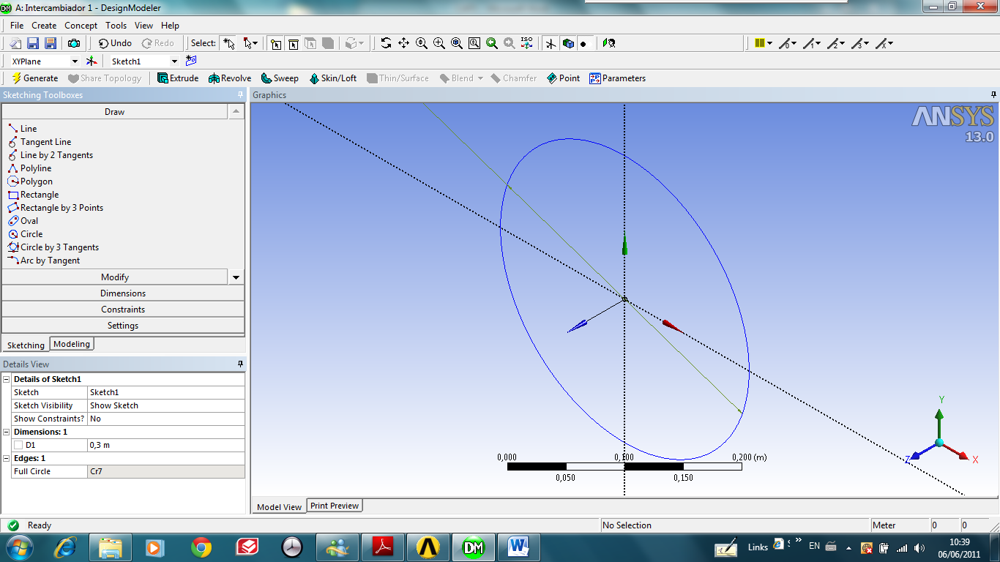 A: Intercambiador 1 - DesignModeler
File Create Concept Tools View Help
Undo Redo Select: ISO
XYPlane Sketch1
Generate Share Topology Extrude Revolve Sweep Skin/Loft Thin/Surface Blend Chamfer Point Parameters
Sketching Toolboxes
Draw
Line
Tangent Line
Line by 2 Tangents
Polyline
Polygon
Rectangle
Rectangle by 3 Points
Oval
Circle
Circle by 3 Tangents
Arc by Tangent
Modify
Dimensions
Constraints
Settings
Sketching Modeling
Details View
Details of Sketch1
Sketch Sketch1
Sketch Visibility Show Sketch
Show Constraints? No
Dimensions: 1
D1 0,3 m
Edges: 1
Full Circle Cr7
Graphics
ANSYS
13.0
Y
Z X
0,000 0,100 0,200 (m)
0,050 0,150
Model View Print Preview
Ready No Selection Meter 0 0
DM W Links EN 10:39
06/06/2011